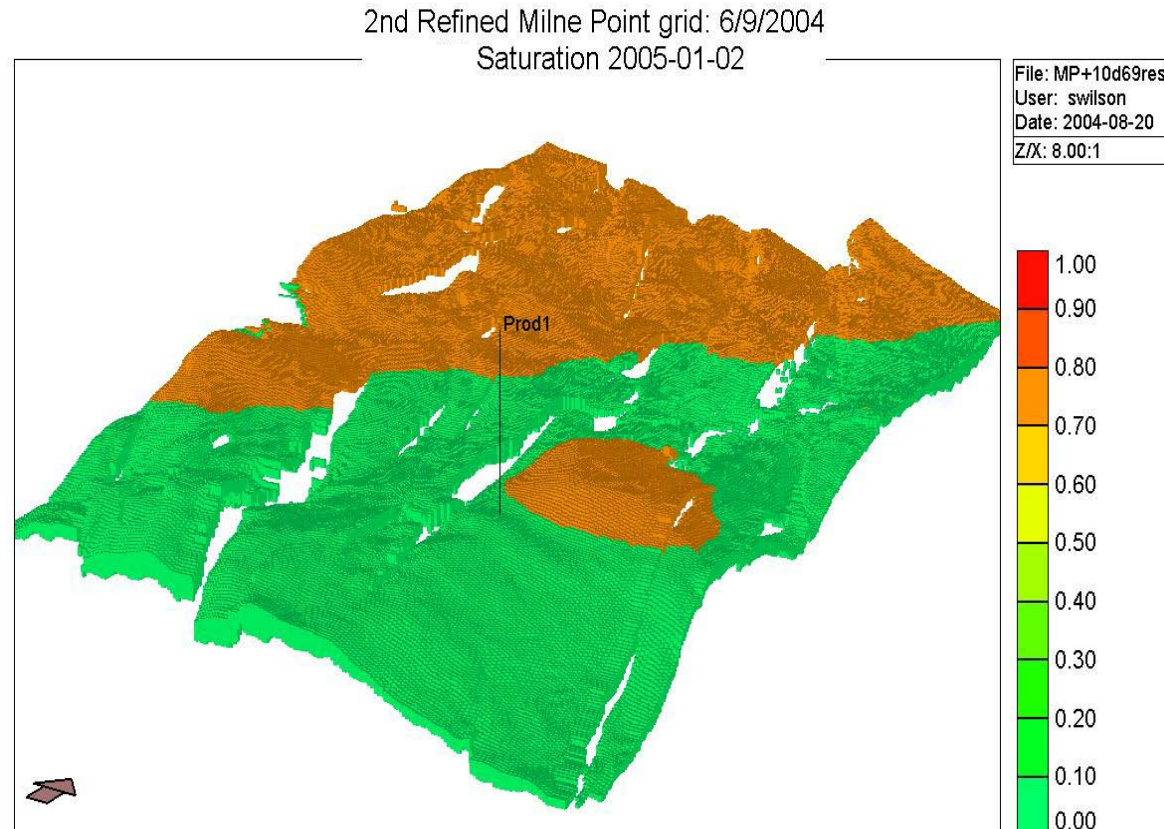 2nd Refined Milne Point grid: 6/9/2004
Saturation 2005-01-02
File: MP+10d69res
User: swilson
Date: 2004-08-20
Z/X: 8.00:1
Prod1
1.00
0.90
0.80
0.70
0.60
0.50
0.40
0.30
0.20
0.10
0.00